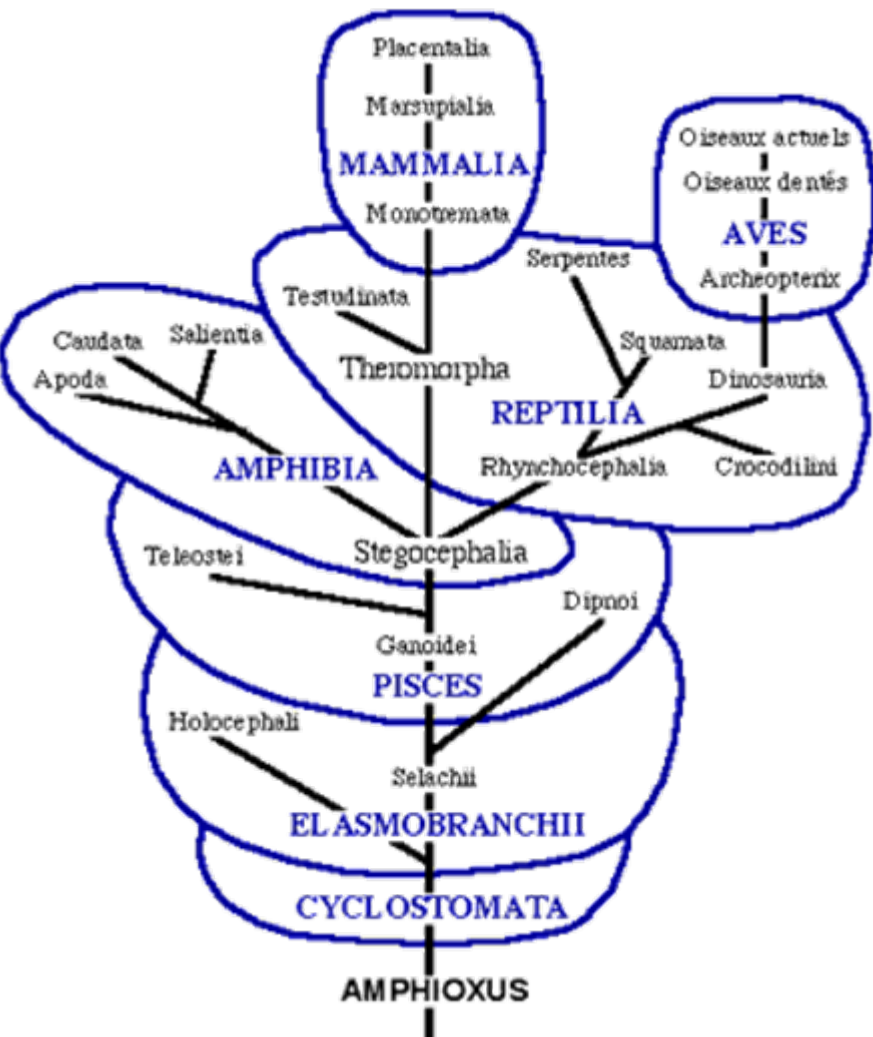 Placentalia
Marsupialia
MAMMALIA
Monotremata
Oiseaux actuels
Oiseaux dentés
AVES
Archeopterix
Serpentes
Testudinata
Squamata
Theromorpha
Dinosauria
REPTILIA
Rhynchocephalia
Crocodilini
Caudata
Salientia
Apoda
AMPHIBIA
Stegocephalia
Teleostei
Dipnoi
Ganoidei
PISCES
Holocephali
Selachii
ELASMOBRANCHII
CYCLOSTOMATA
AMPHIOXUS